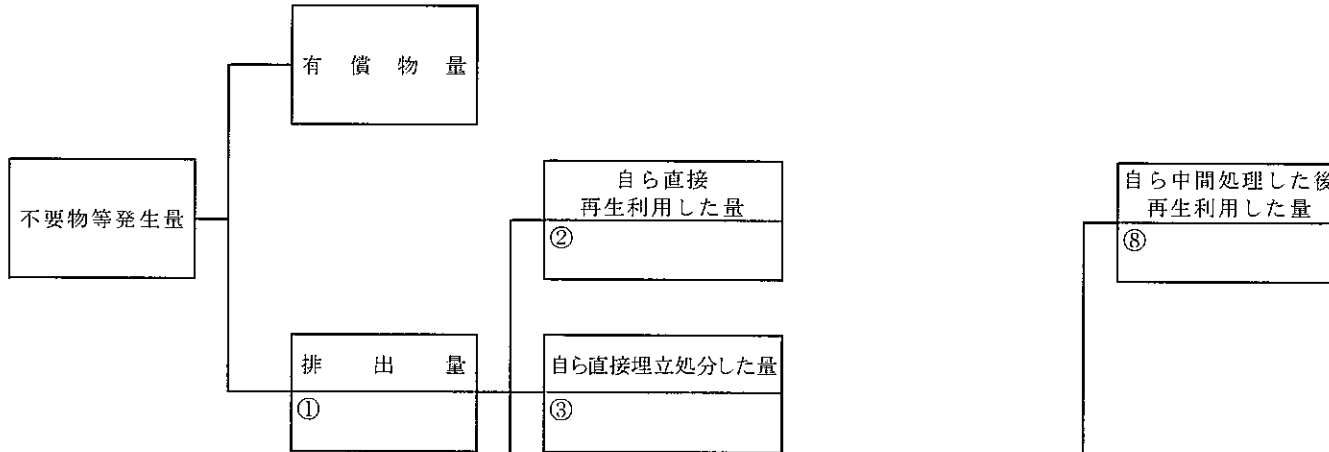 有償物量
不要物等発生量
自ら直接
再生利用した量
②
自ら中間処理した後
再生利用した量
⑧
排出量
①
自ら直接埋立処分した量
③